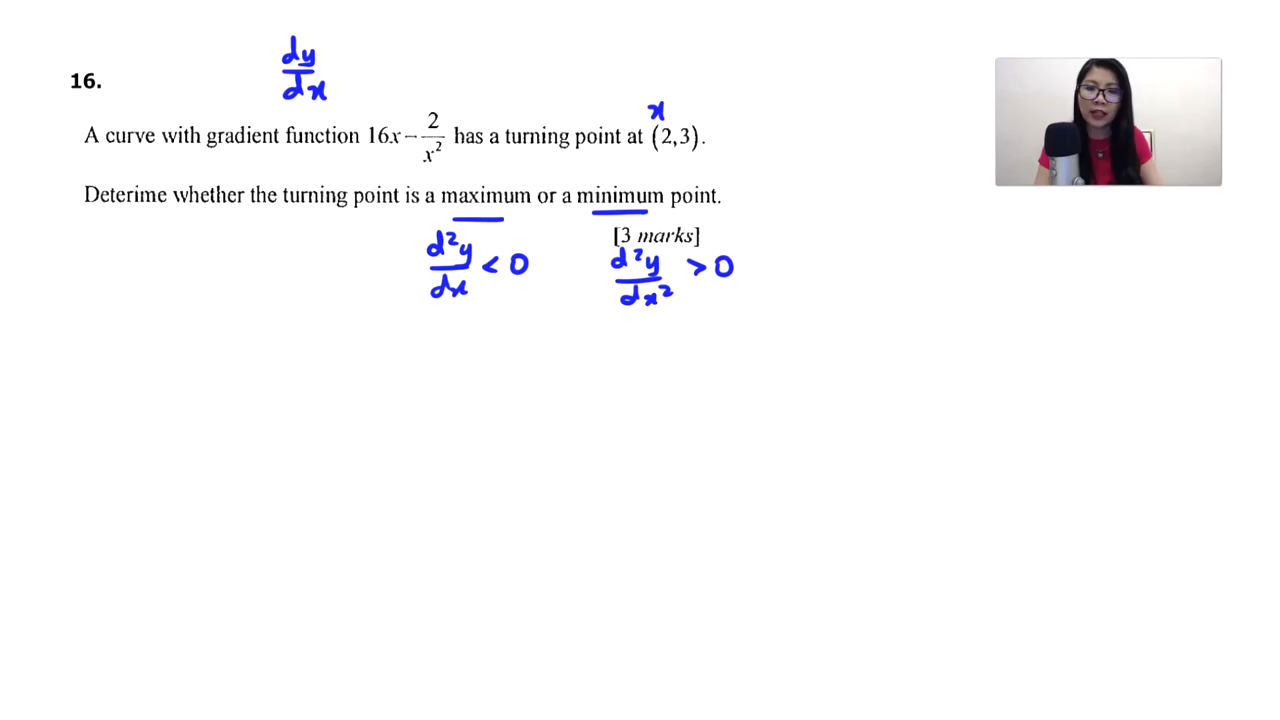 dy/dx
16.
x
A curve with gradient function 16x − 2/x² has a turning point at (2,3).
Deterime whether the turning point is a maximum or a minimum point.
[3 marks]
d²y/dx < 0
d²y/dx² > 0